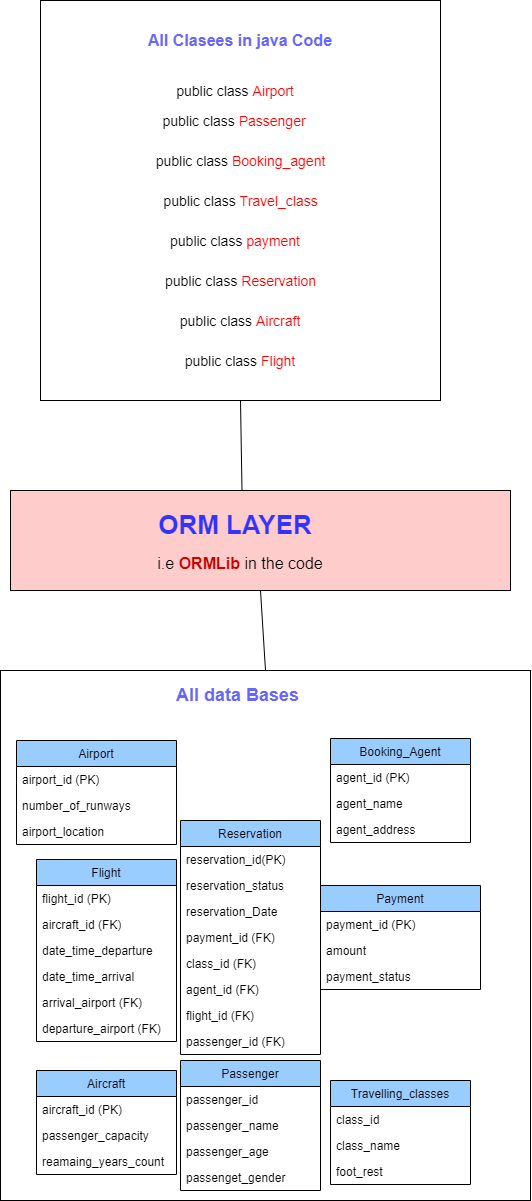 All Clasees in java Code
public class Airport
public class Passenger
public class Booking_agent
public class Travel_class
public class payment
public class Reservation
public class Aircraft
public class Flight
ORM LAYER
i.e ORMLib in the code
All data Bases
Airport
airport_id (PK)
number_of_runways
airport_location
Booking_Agent
agent_id (PK)
agent_name
agent_address
Reservation
reservation_id(PK)
reservation_status
reservation_Date
payment_id (FK)
class_id (FK)
agent_id (FK)
flight_id (FK)
passenger_id (FK)
Flight
flight_id (PK)
aircraft_id (FK)
date_time_departure
date_time_arrival
arrival_airport (FK)
departure_airport (FK)
Payment
payment_id (PK)
amount
payment_status
Aircraft
aircraft_id (PK)
passenger_capacity
reamaing_years_count
Passenger
passenger_id
passenger_name
passenger_age
passenget_gender
Travelling_classes
class_id
class_name
foot_rest